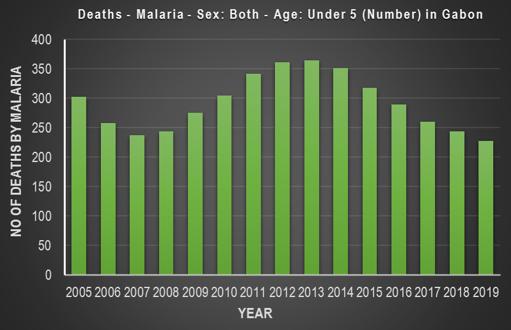 Deaths - Malaria - Sex: Both - Age: Under 5 (Number) in Gabon
NO OF DEATHS BY MALARIA
400
350
300
250
200
150
100
50
0
2005 2006 2007 2008 2009 2010 2011 2012 2013 2014 2015 2016 2017 2018 2019
YEAR